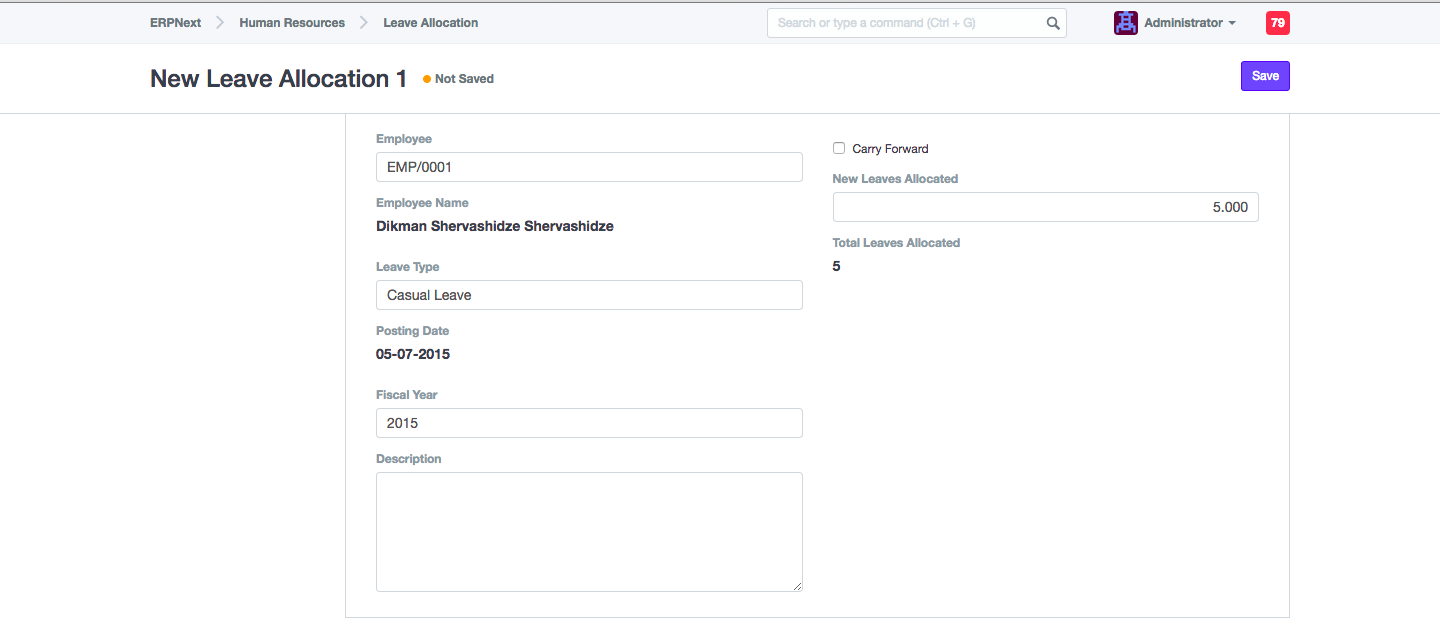 ERPNext Human Resources Leave Allocation Search or type a command (Ctrl + G) Administrator 79
New Leave Allocation 1 Not Saved Save
Employee
EMP/0001
Employee Name
Dikman Shervashidze Shervashidze
Leave Type
Casual Leave
Posting Date
05-07-2015
Fiscal Year
2015
Description
Carry Forward
New Leaves Allocated
5.000
Total Leaves Allocated
5